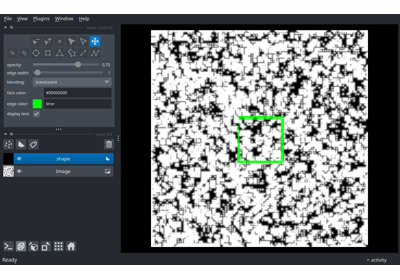 File View Plugins Window Help
opacity: 0.70
edge width: 1
blending: translucent
face color: #00000000
edge color: lime
display text: ✓
shape
Image
Ready
activity